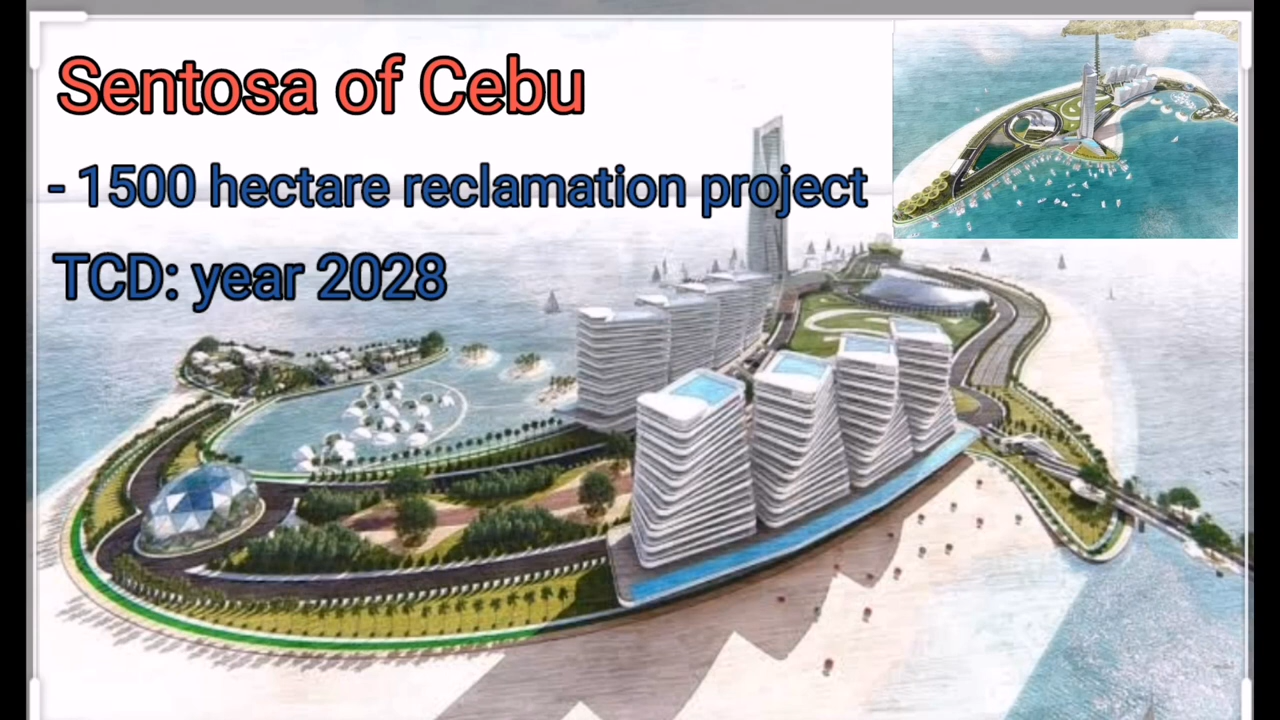 Sentosa of Cebu
- 1500 hectare reclamation project
TCD: year 2028